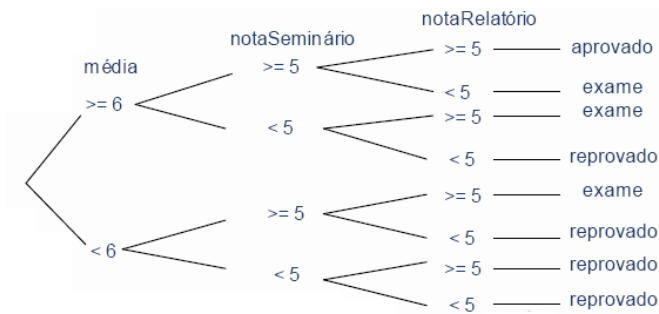 notaRelatório
notaSeminário
>= 5 aprovado
média
>= 5
< 5 exame
>= 6
>= 5 exame
< 5
< 5 reprovado
>= 5 exame
>= 5
< 5 reprovado
< 6
>= 5 reprovado
< 5
< 5 reprovado